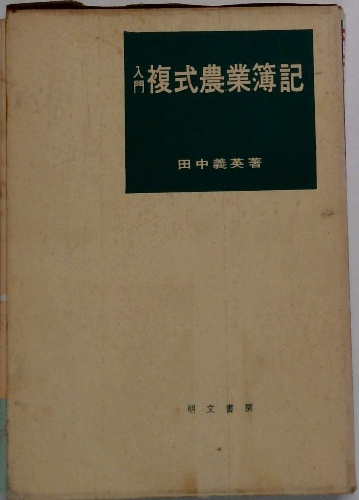 入門 複式農業簿記
田中義英著
明文書房